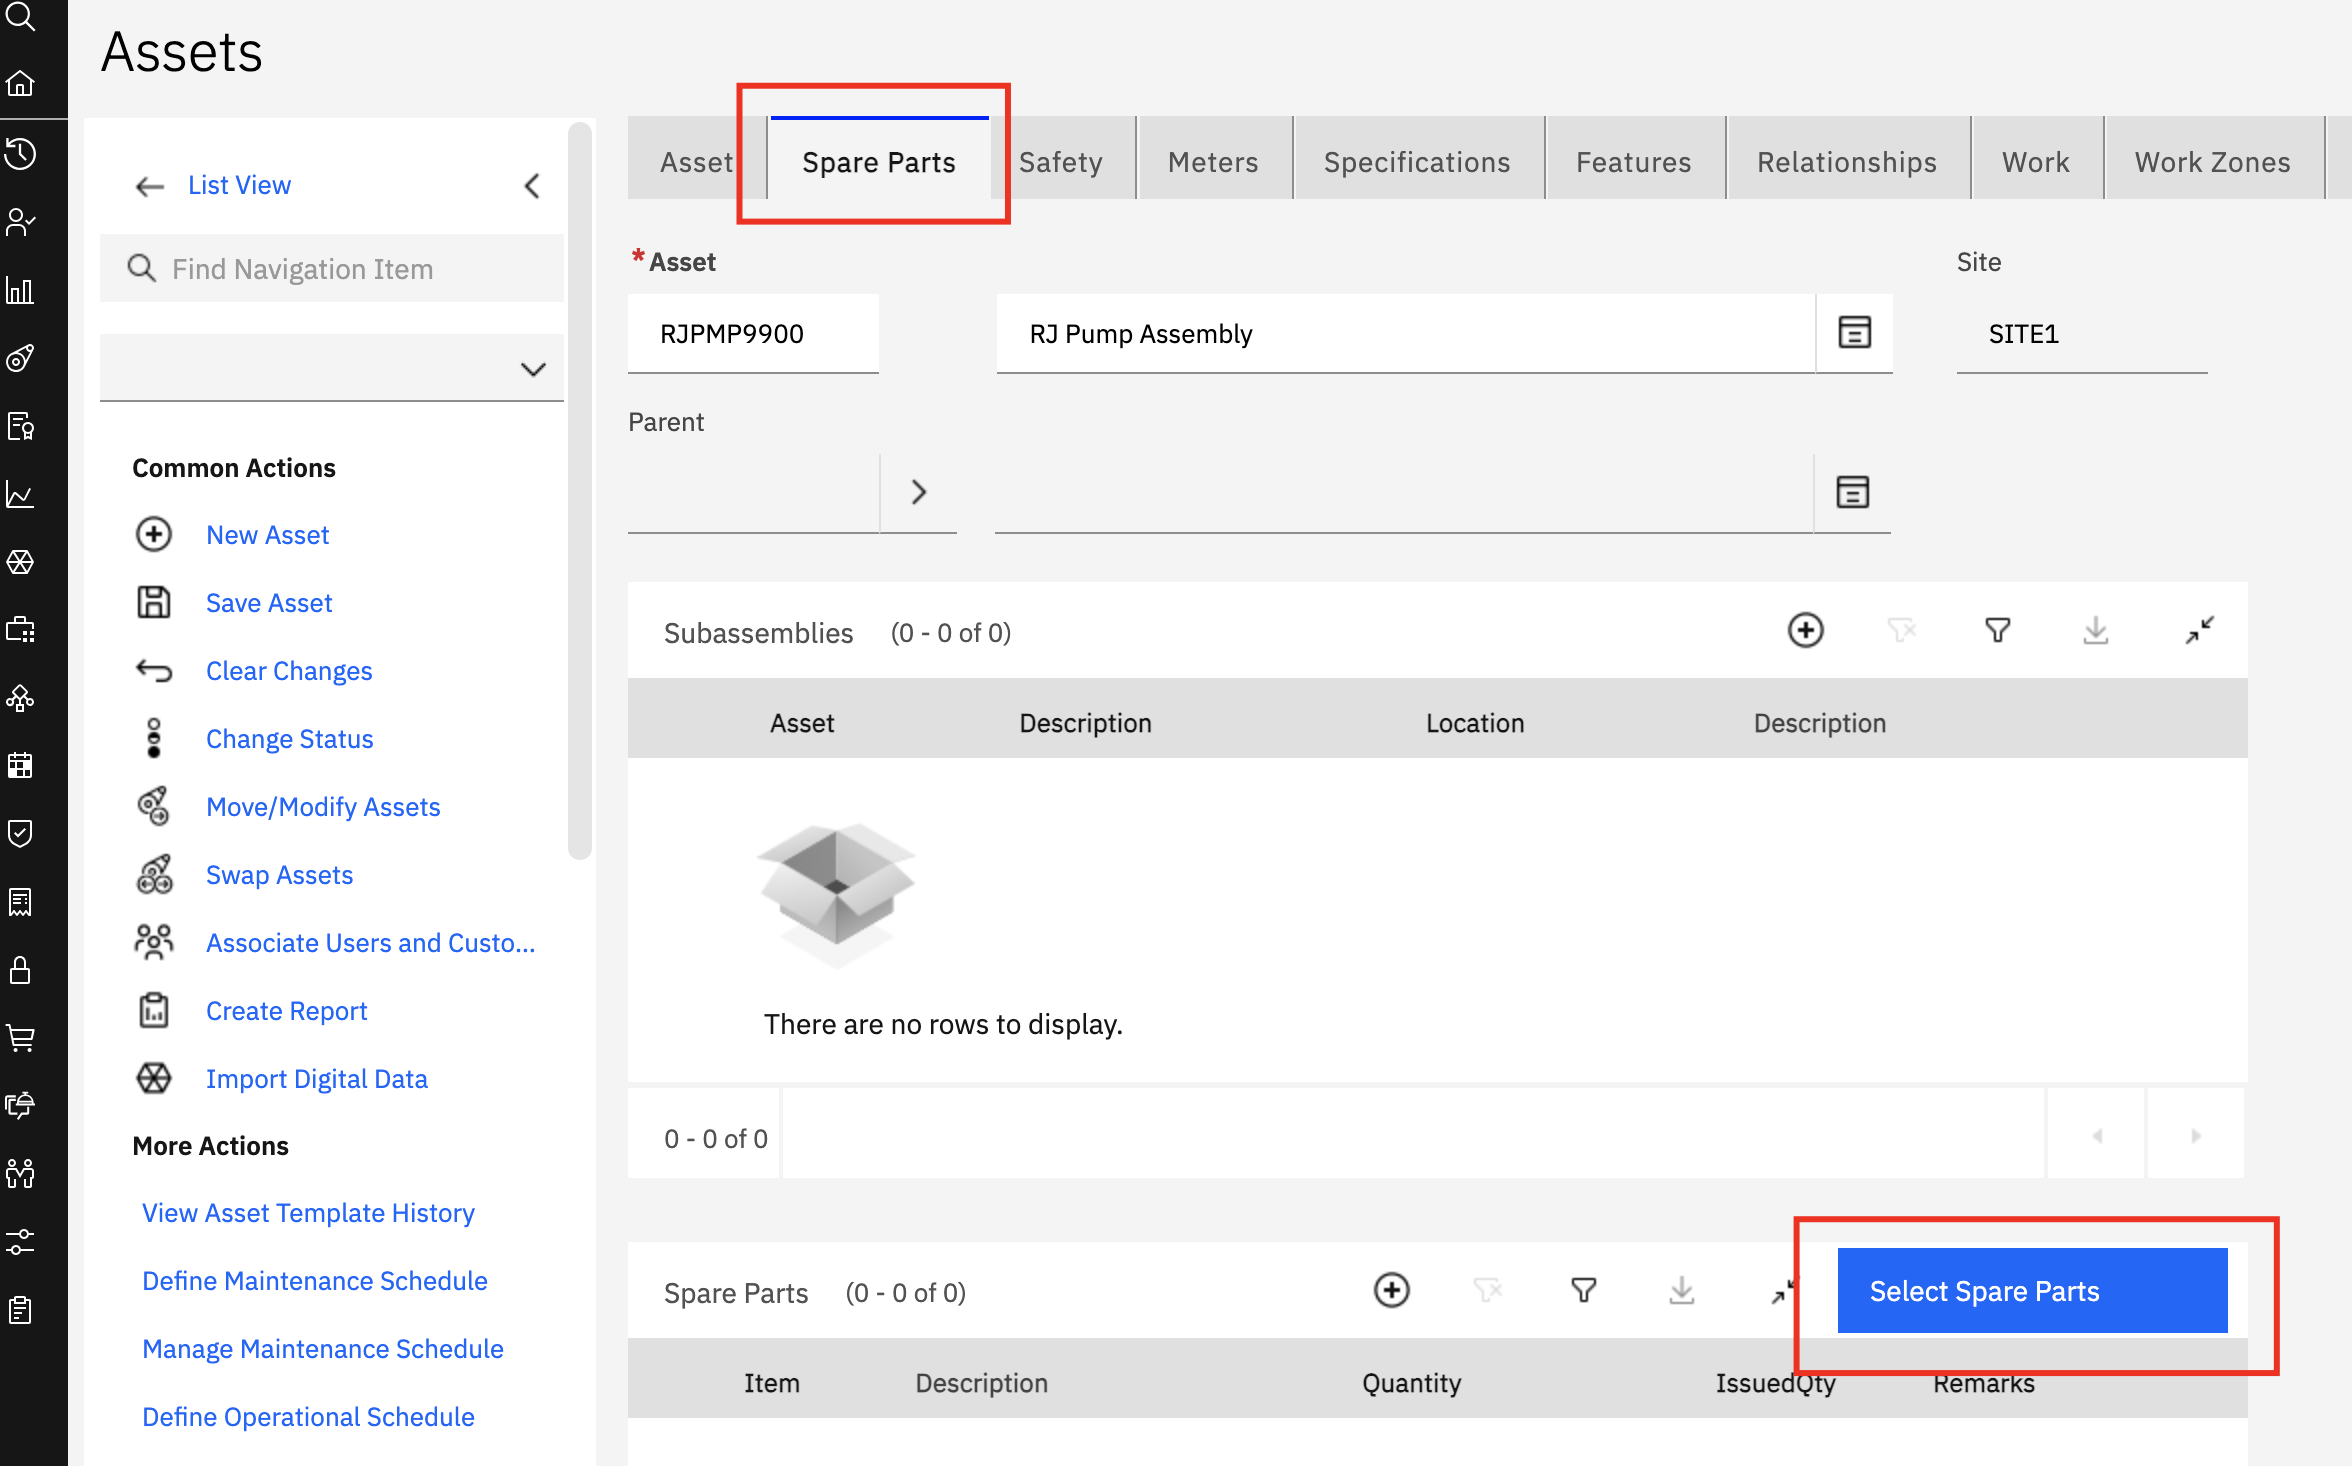 Assets
List View
Find Navigation Item
Common Actions
New Asset
Save Asset
Clear Changes
Change Status
Move/Modify Assets
Swap Assets
Associate Users and Custo...
Create Report
Import Digital Data
More Actions
View Asset Template History
Define Maintenance Schedule
Manage Maintenance Schedule
Define Operational Schedule
Asset Spare Parts Safety Meters Specifications Features Relationships Work Work Zones
*Asset Site
RJPMP9900 RJ Pump Assembly SITE1
Parent
Subassemblies (0 - 0 of 0)
Asset Description Location Description
There are no rows to display.
0 - 0 of 0
Spare Parts (0 - 0 of 0) Select Spare Parts
Item Description Quantity IssuedQty Remarks